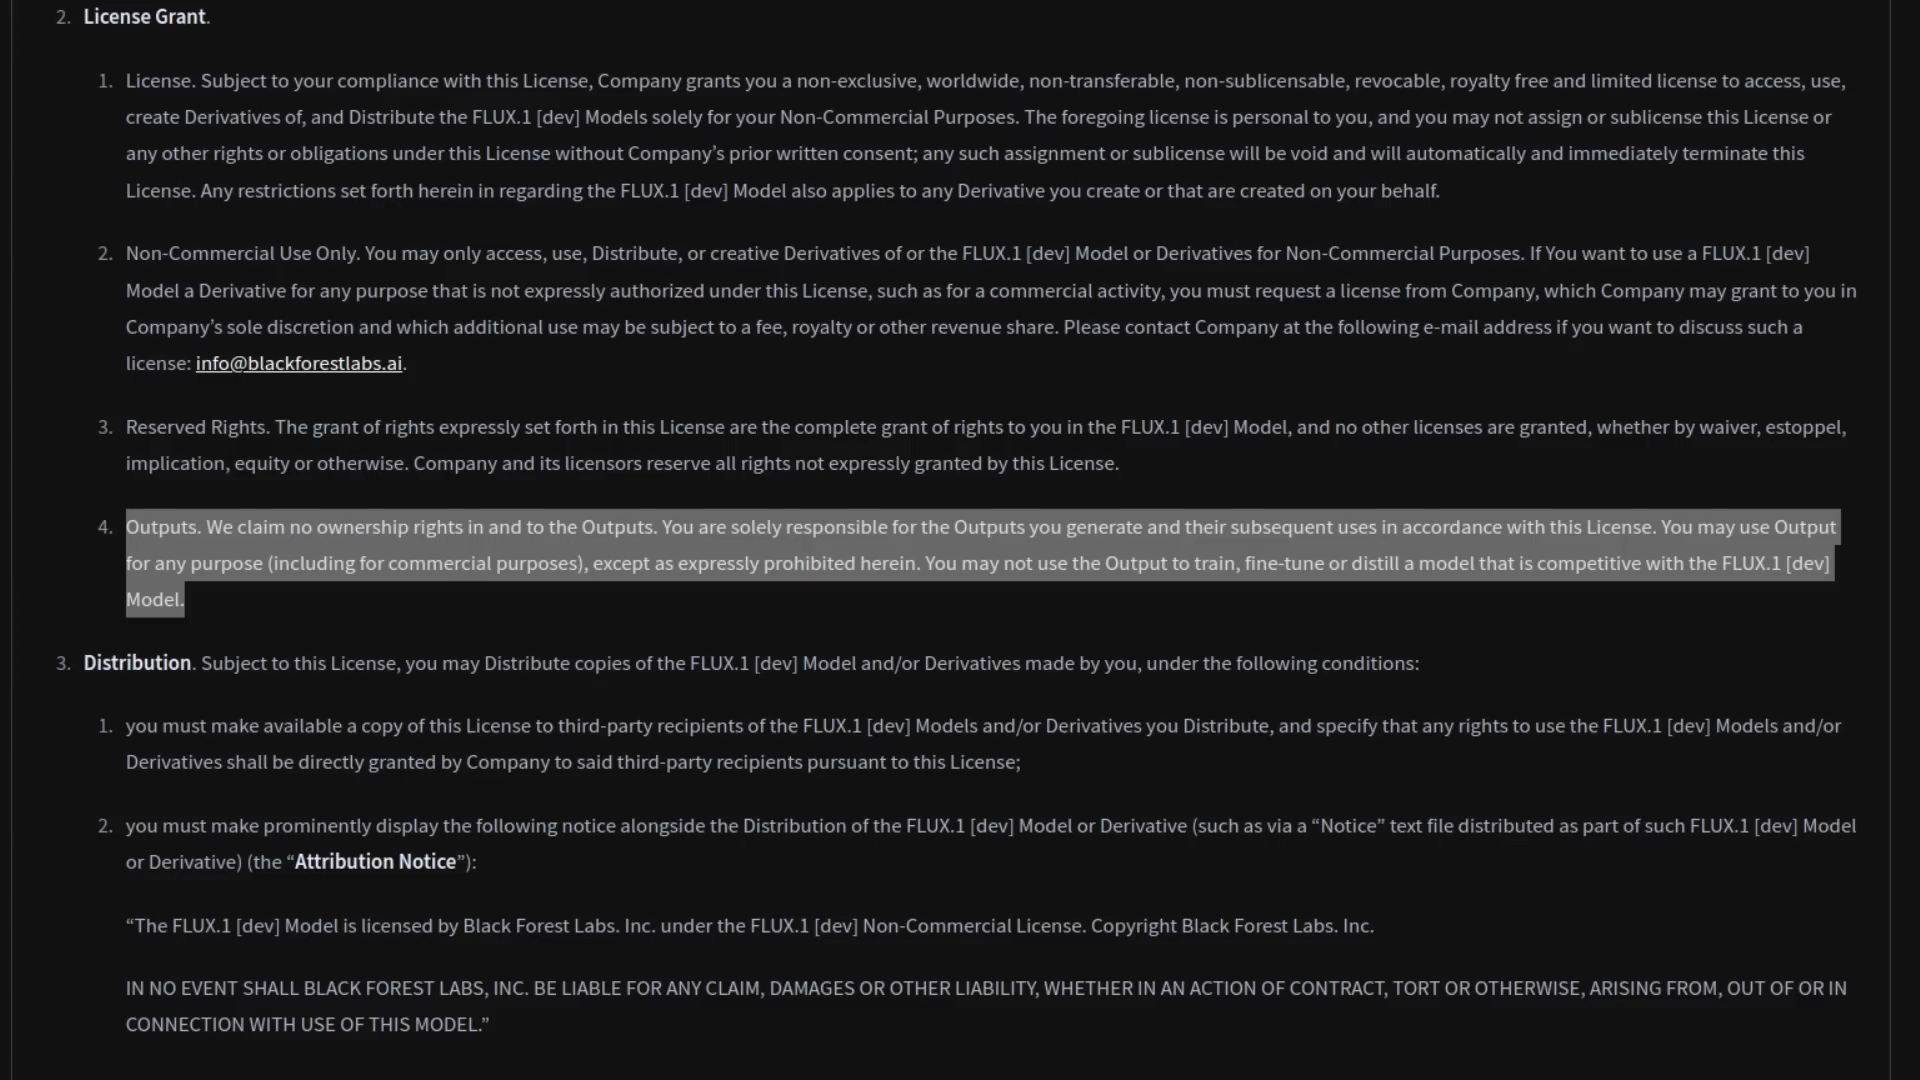 2. License Grant.
1. License. Subject to your compliance with this License, Company grants you a non-exclusive, worldwide, non-transferable, non-sublicensable, revocable, royalty free and limited license to access, use,
create Derivatives of, and Distribute the FLUX.1 [dev] Models solely for your Non-Commercial Purposes. The foregoing license is personal to you, and you may not assign or sublicense this License or
any other rights or obligations under this License without Company’s prior written consent; any such assignment or sublicense will be void and will automatically and immediately terminate this
License. Any restrictions set forth herein in regarding the FLUX.1 [dev] Model also applies to any Derivative you create or that are created on your behalf.
2. Non-Commercial Use Only. You may only access, use, Distribute, or creative Derivatives of or the FLUX.1 [dev] Model or Derivatives for Non-Commercial Purposes. If You want to use a FLUX.1 [dev]
Model a Derivative for any purpose that is not expressly authorized under this License, such as for a commercial activity, you must request a license from Company, which Company may grant to you in
Company’s sole discretion and which additional use may be subject to a fee, royalty or other revenue share. Please contact Company at the following e-mail address if you want to discuss such a
license: info@blackforestlabs.ai.
3. Reserved Rights. The grant of rights expressly set forth in this License are the complete grant of rights to you in the FLUX.1 [dev] Model, and no other licenses are granted, whether by waiver, estoppel,
implication, equity or otherwise. Company and its licensors reserve all rights not expressly granted by this License.
4. Outputs. We claim no ownership rights in and to the Outputs. You are solely responsible for the Outputs you generate and their subsequent uses in accordance with this License. You may use Output
for any purpose (including for commercial purposes), except as expressly prohibited herein. You may not use the Output to train, fine-tune or distill a model that is competitive with the FLUX.1 [dev]
Model.
3. Distribution. Subject to this License, you may Distribute copies of the FLUX.1 [dev] Model and/or Derivatives made by you, under the following conditions:
1. you must make available a copy of this License to third-party recipients of the FLUX.1 [dev] Models and/or Derivatives you Distribute, and specify that any rights to use the FLUX.1 [dev] Models and/or
Derivatives shall be directly granted by Company to said third-party recipients pursuant to this License;
2. you must make prominently display the following notice alongside the Distribution of the FLUX.1 [dev] Model or Derivative (such as via a “Notice” text file distributed as part of such FLUX.1 [dev] Model
or Derivative) (the “Attribution Notice”):
“The FLUX.1 [dev] Model is licensed by Black Forest Labs. Inc. under the FLUX.1 [dev] Non-Commercial License. Copyright Black Forest Labs. Inc.
IN NO EVENT SHALL BLACK FOREST LABS, INC. BE LIABLE FOR ANY CLAIM, DAMAGES OR OTHER LIABILITY, WHETHER IN AN ACTION OF CONTRACT, TORT OR OTHERWISE, ARISING FROM, OUT OF OR IN
CONNECTION WITH USE OF THIS MODEL.”